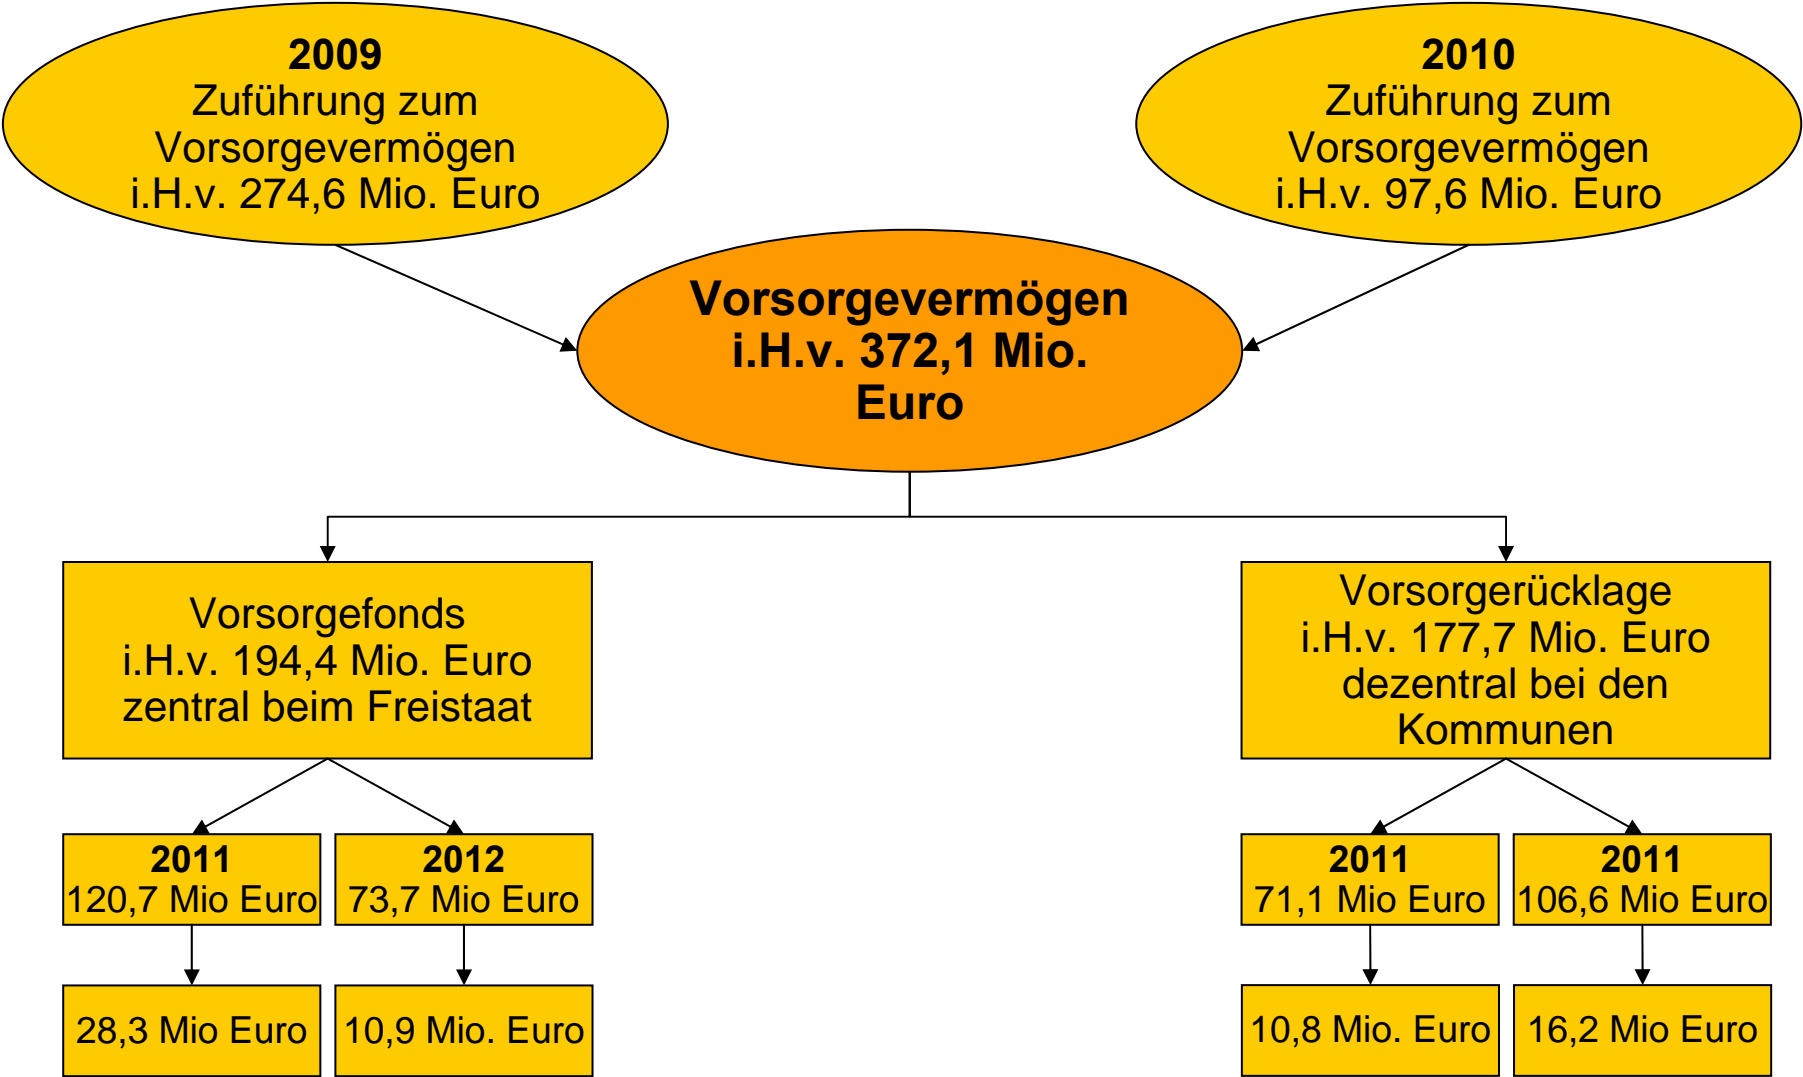 2009
Zuführung zum
Vorsorgevermögen
i.H.v. 274,6 Mio. Euro
2010
Zuführung zum
Vorsorgevermögen
i.H.v. 97,6 Mio. Euro
Vorsorgevermögen
i.H.v. 372,1 Mio.
Euro
Vorsorgefonds
i.H.v. 194,4 Mio. Euro
zentral beim Freistaat
Vorsorgerücklage
i.H.v. 177,7 Mio. Euro
dezentral bei den
Kommunen
2011
120,7 Mio Euro
2012
73,7 Mio Euro
2011
71,1 Mio Euro
2011
106,6 Mio Euro
28,3 Mio Euro
10,9 Mio. Euro
10,8 Mio. Euro
16,2 Mio Euro